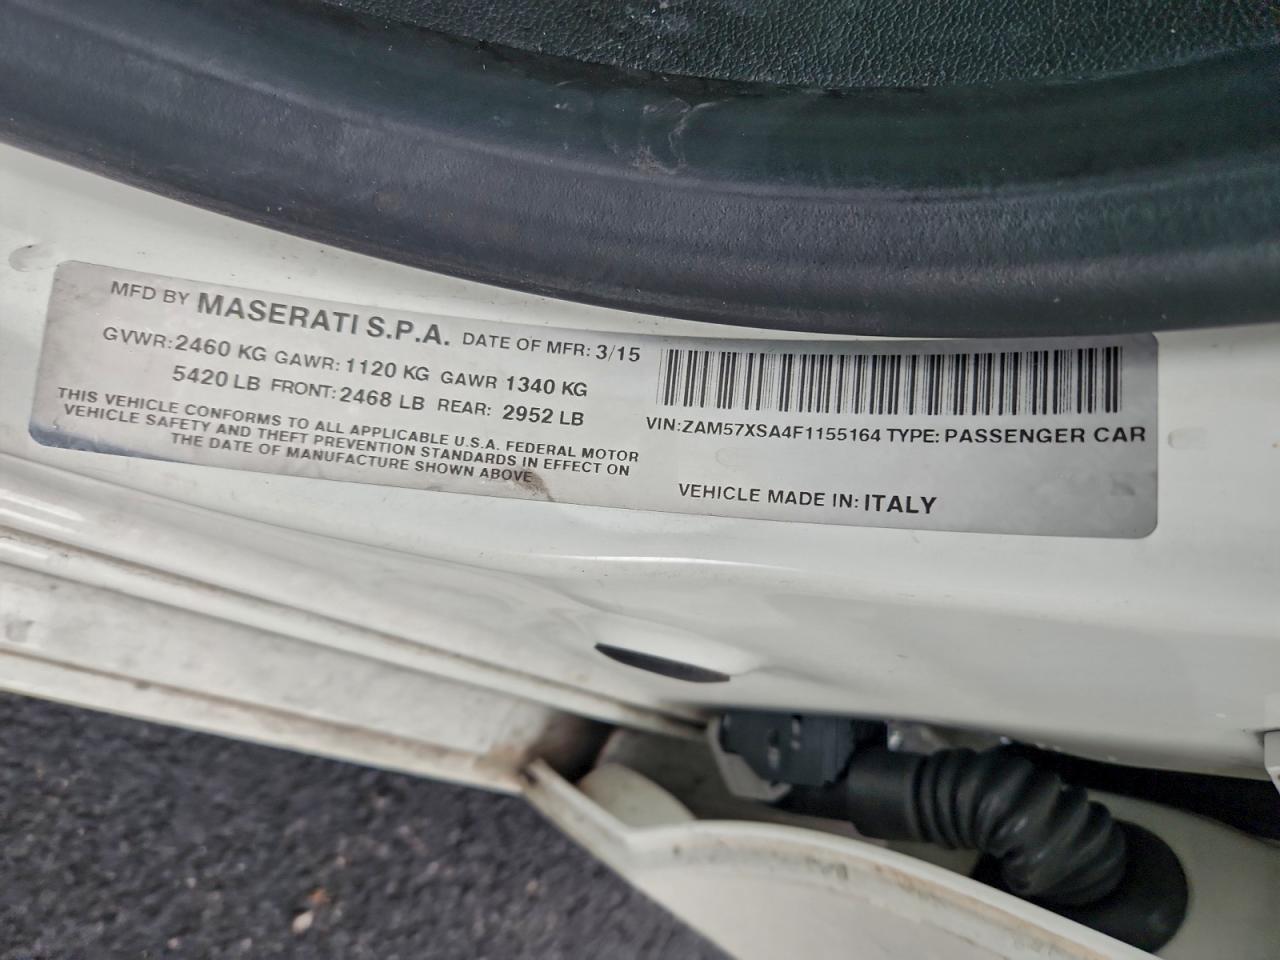 MFD BY MASERATI S.P.A. DATE OF MFR: 3/15
GVWR: 2460 KG GAWR: 1120 KG GAWR 1340 KG
5420 LB FRONT: 2468 LB REAR: 2952 LB
THIS VEHICLE CONFORMS TO ALL APPLICABLE U.S.A. FEDERAL MOTOR
VEHICLE SAFETY AND THEFT PREVENTION STANDARDS IN EFFECT ON
THE DATE OF MANUFACTURE SHOWN ABOVE
VIN:ZAM57XSA4F1155164 TYPE: PASSENGER CAR
VEHICLE MADE IN: ITALY